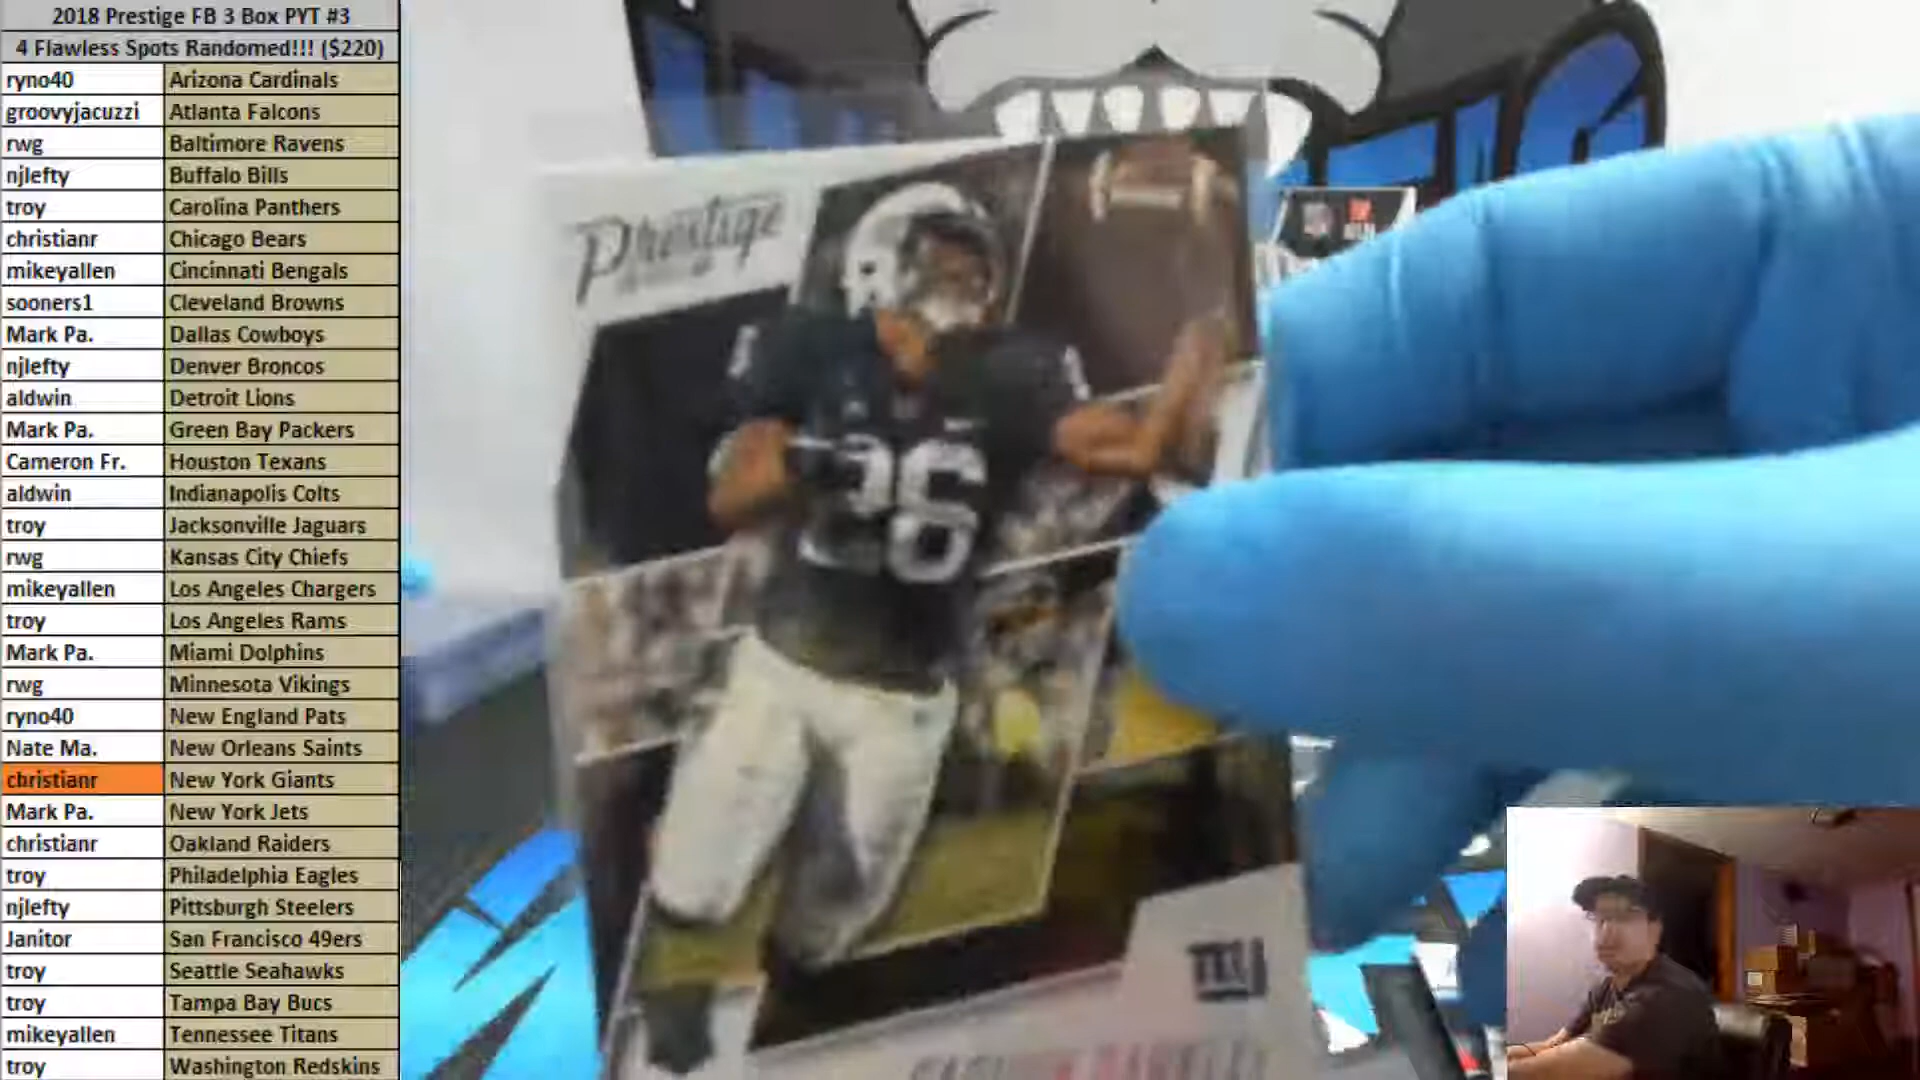 2018 Prestige FB 3 Box PYT #3
4 Flawless Spots Randomed!!! ($220)
ryno40 Arizona Cardinals
groovyjacuzzi Atlanta Falcons
rwg Baltimore Ravens
njlefty Buffalo Bills
troy Carolina Panthers
christianr Chicago Bears
mikeyallen Cincinnati Bengals
sooners1 Cleveland Browns
Mark Pa. Dallas Cowboys
njlefty Denver Broncos
aldwin Detroit Lions
Mark Pa. Green Bay Packers
Cameron Fr. Houston Texans
aldwin Indianapolis Colts
troy Jacksonville Jaguars
rwg Kansas City Chiefs
mikeyallen Los Angeles Chargers
troy Los Angeles Rams
Mark Pa. Miami Dolphins
rwg Minnesota Vikings
ryno40 New England Pats
Nate Ma. New Orleans Saints
christianr New York Giants
Mark Pa. New York Jets
christianr Oakland Raiders
troy Philadelphia Eagles
njlefty Pittsburgh Steelers
Janitor San Francisco 49ers
troy Seattle Seahawks
troy Tampa Bay Bucs
mikeyallen Tennessee Titans
troy Washington Redskins
Prestige
26
ny